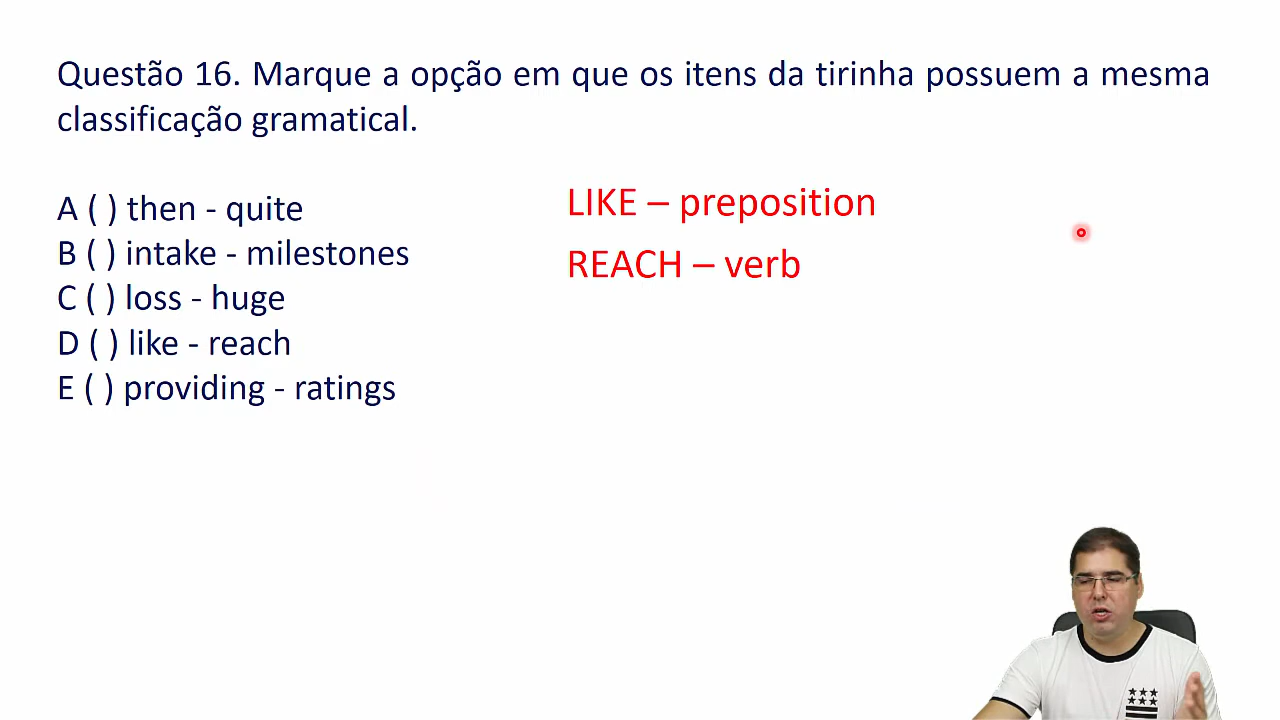 Questão 16. Marque a opção em que os itens da tirinha possuem a mesma
classificação gramatical.
A ( ) then - quite
B ( ) intake - milestones
C ( ) loss - huge
D ( ) like - reach
E ( ) providing - ratings
LIKE – preposition
REACH – verb